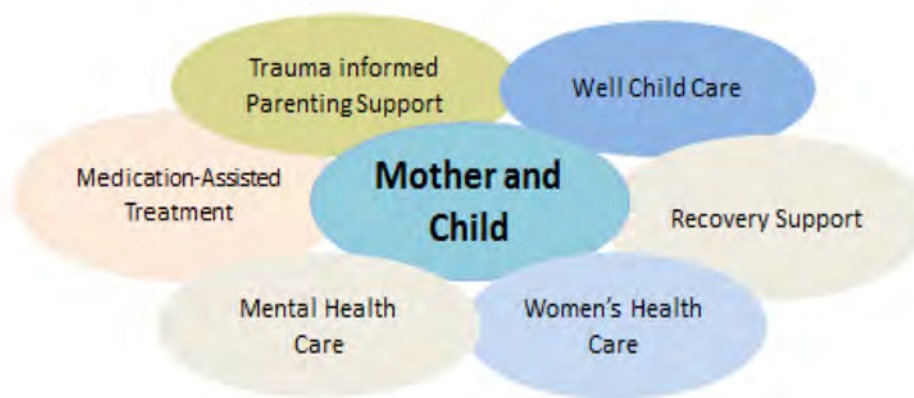 Trauma informed
Parenting Support
Well Child Care
Medication-Assisted
Treatment
Mother and
Child
Recovery Support
Mental Health
Care
Women's Health
Care